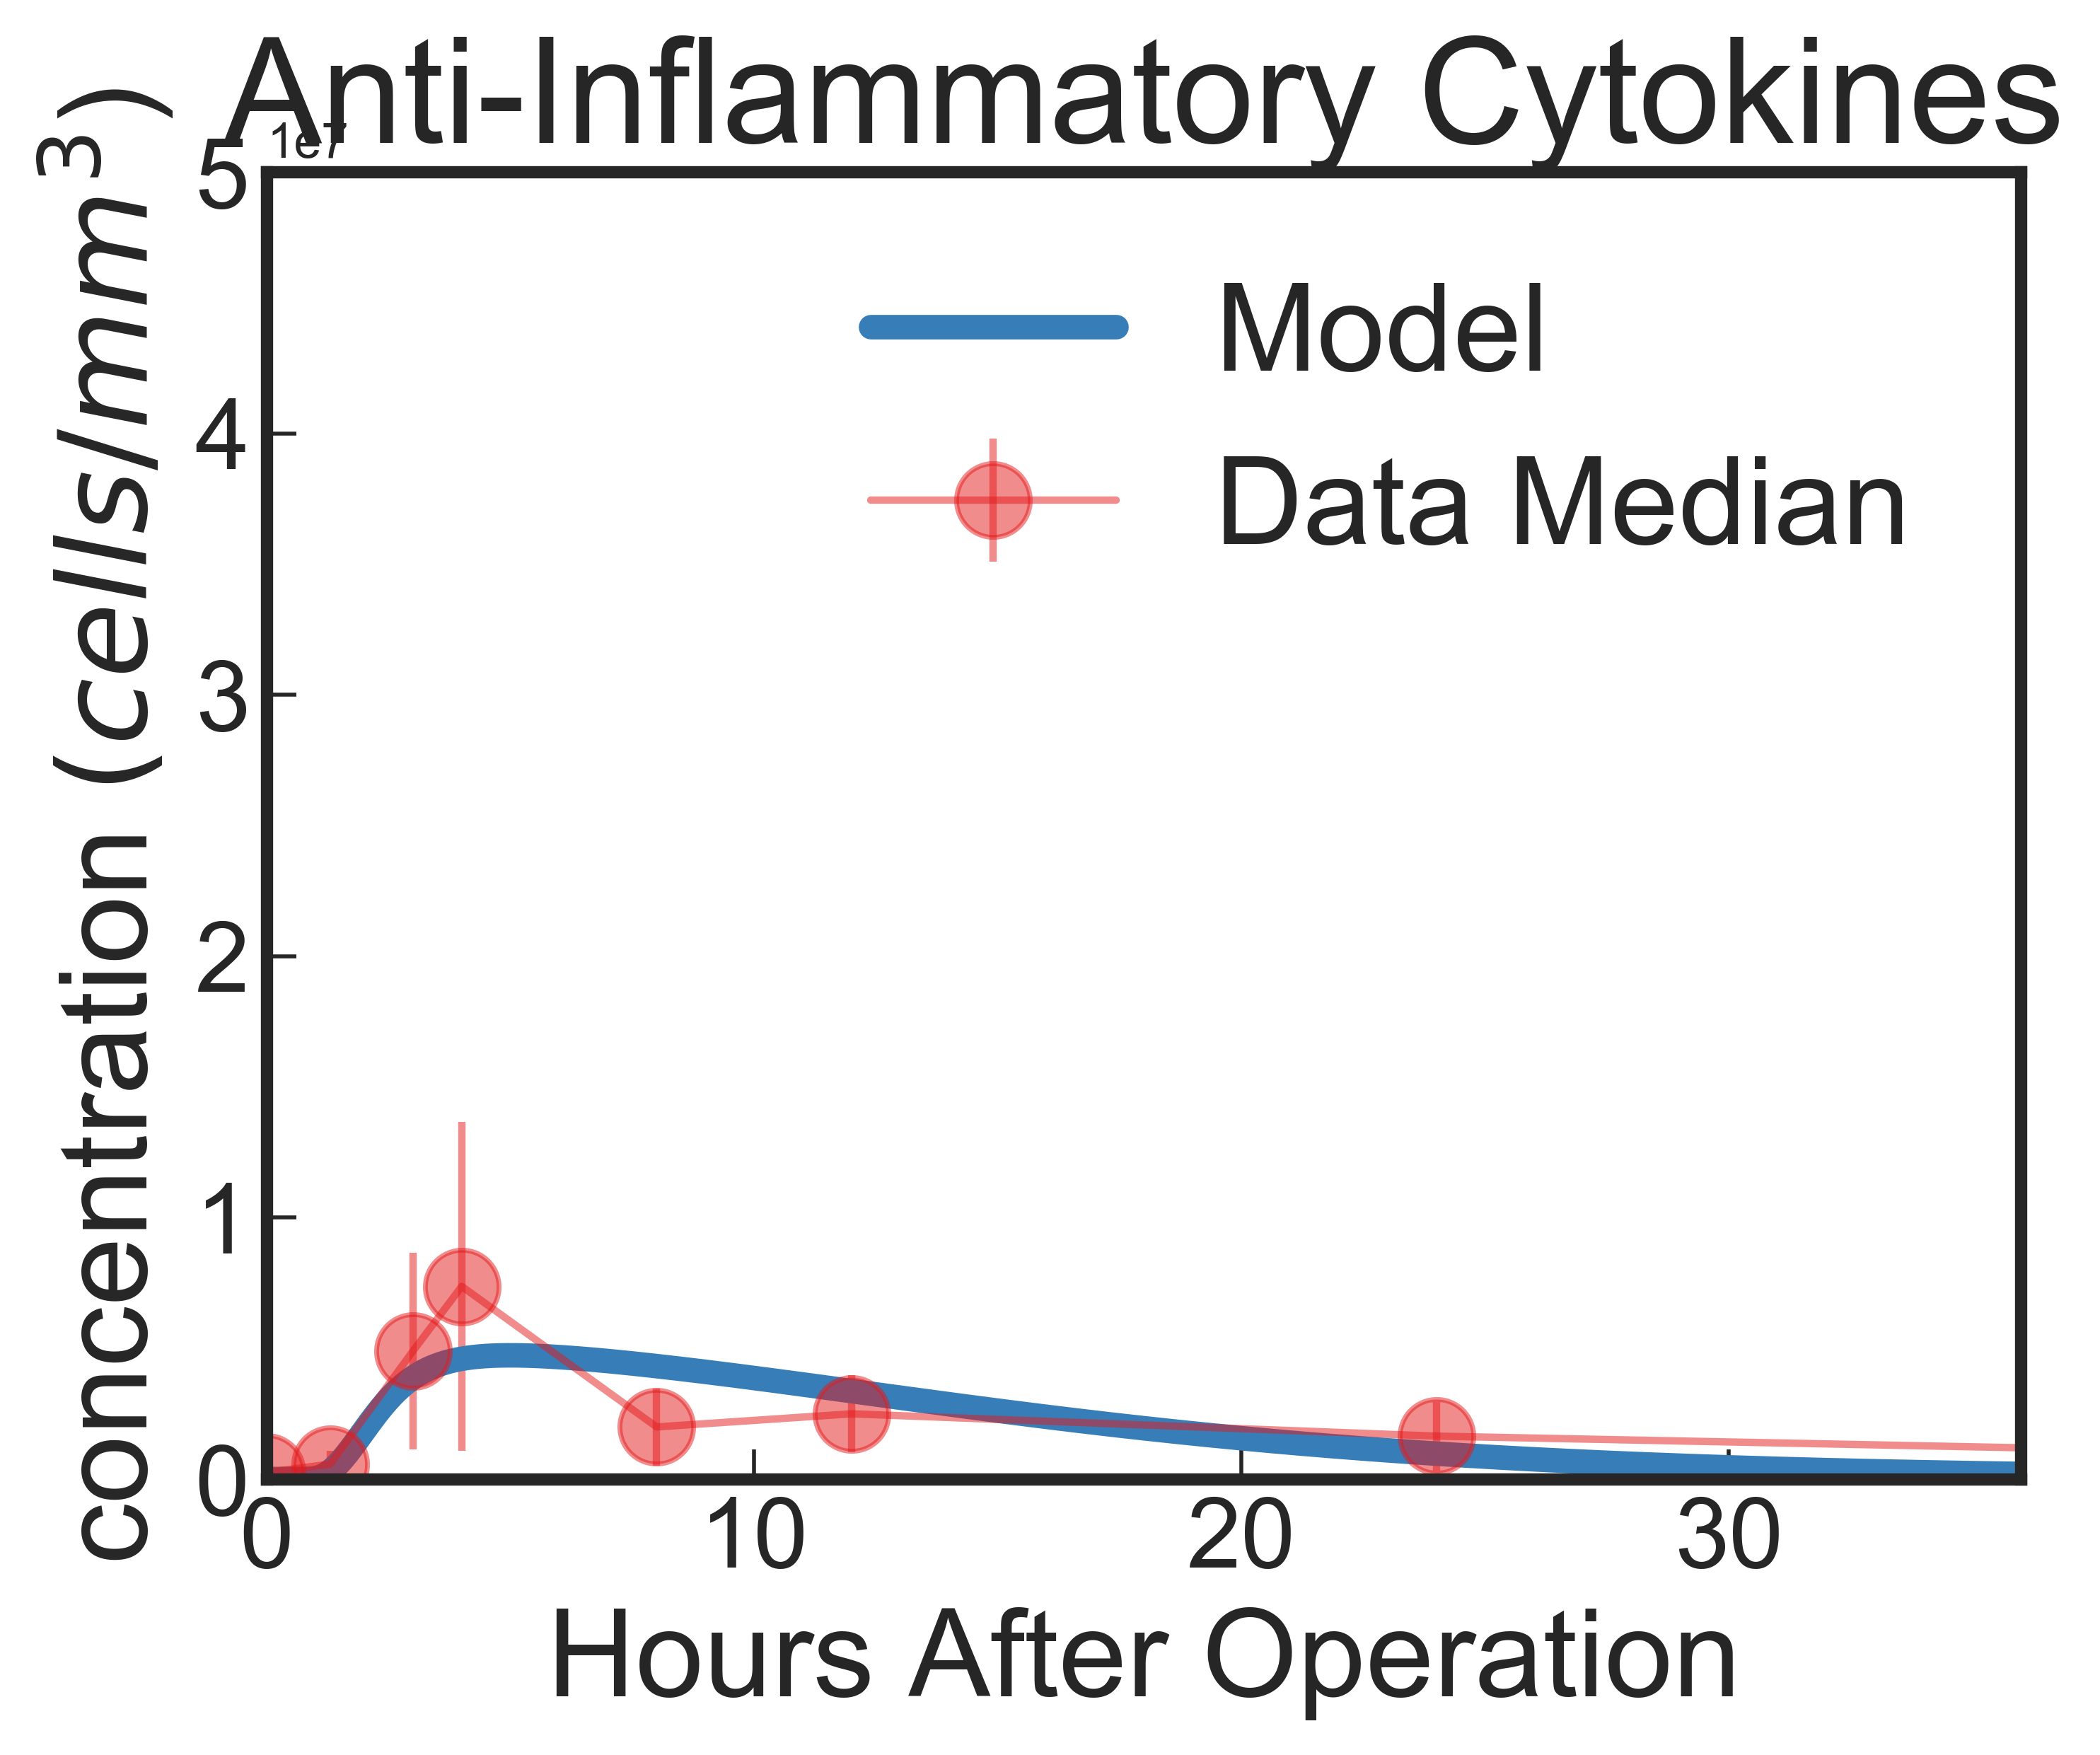 Anti-Inflammatory Cytokines
1e7
concentration (cells/mm³)
5
4
3
2
1
0
Model
Data Median
0 10 20 30
Hours After Operation